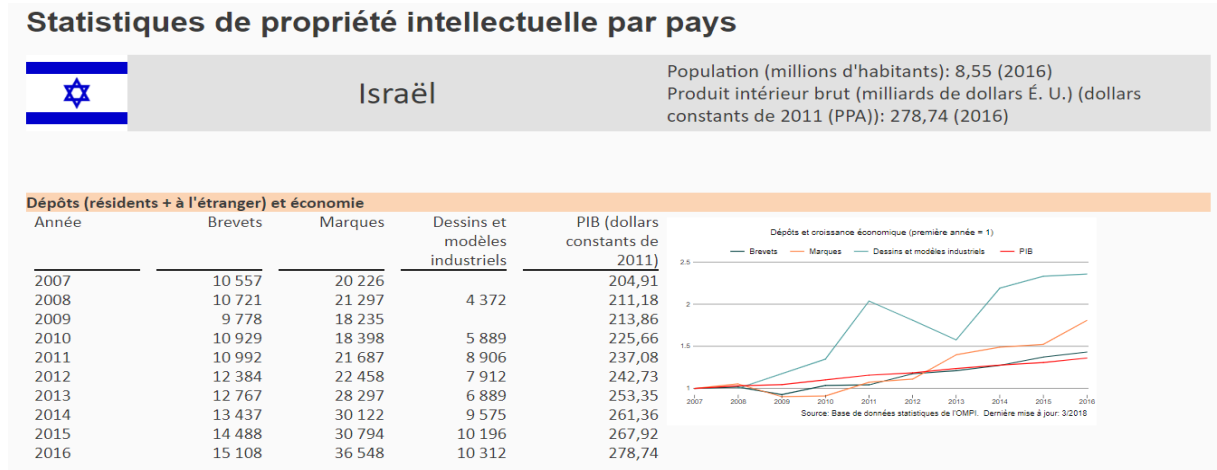 Statistiques de propriété intellectuelle par pays
Israël
Population (millions d'habitants): 8,55 (2016)
Produit intérieur brut (milliards de dollars É. U.) (dollars
constants de 2011 (PPA)): 278,74 (2016)
Dépôts (résidents + à l'étranger) et économie
Année Brevets Marques Dessins et modèles industriels PIB (dollars constants de 2011)
2007 10 557 20 226 204,91
2008 10 721 21 297 4 372 211,18
2009 9 778 18 235 213,86
2010 10 929 18 398 5 889 225,66
2011 10 992 21 687 8 906 237,08
2012 12 384 22 458 7 912 242,73
2013 12 767 28 297 6 889 253,35
2014 13 437 30 122 9 575 261,36
2015 14 488 30 794 10 196 267,92
2016 15 108 36 548 10 312 278,74
Dépôts et croissance économique (première année = 1)
Brevets Marques Dessins et modèles industriels PIB
2.5
2
1.5
1
2007 2008 2009 2010 2011 2012 2013 2014 2015 2016
Source: Base de données statistiques de l'OMPI. Dernière mise à jour: 3/2018